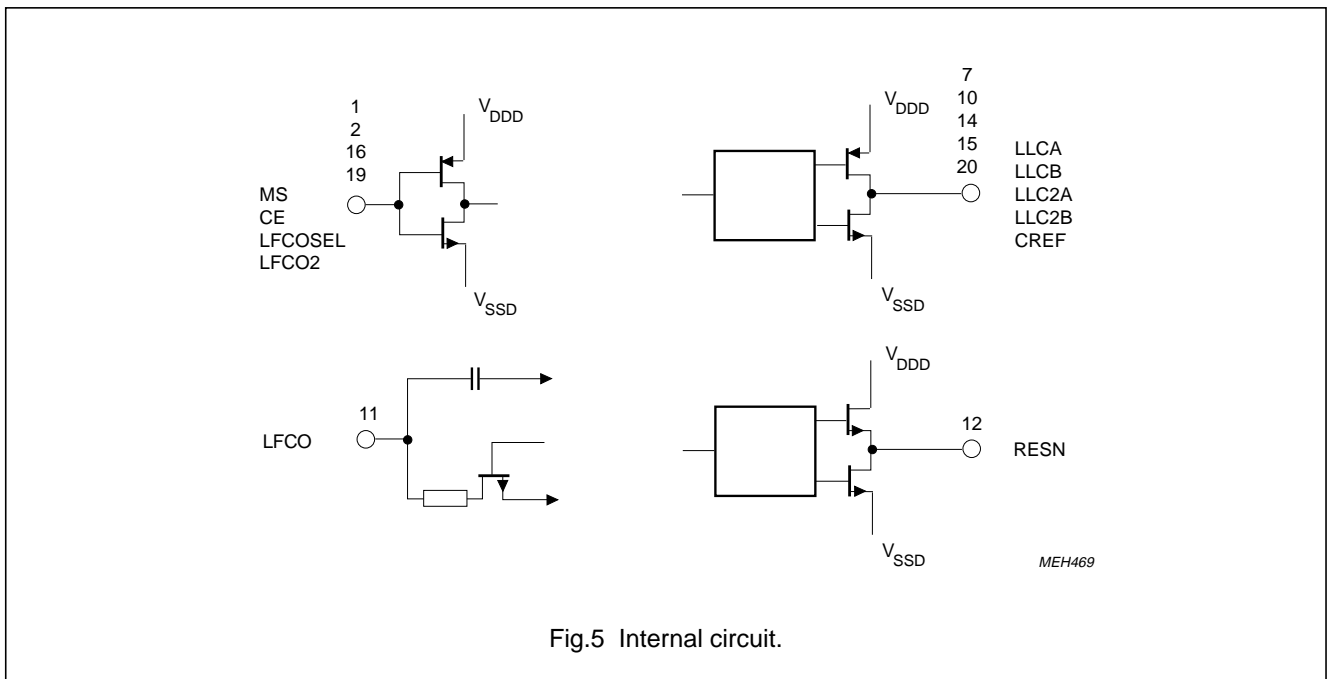 1
2
16
19
MS
CE
LFCOSEL
LFCO2
VDDD
VSSD
7
10
14
15
20
VDDD
LLCA
LLCB
LLC2A
LLC2B
CREF
VSSD
11
LFCO
VDDD
12
RESN
VSSD
MEH469
Fig.5 Internal circuit.